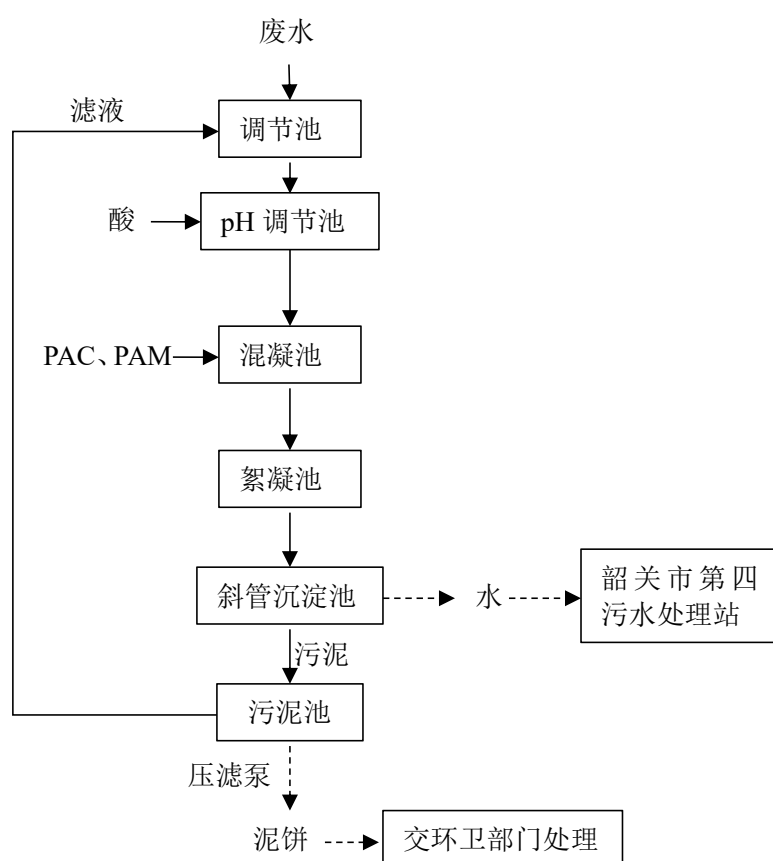 废水
滤液
调节池
酸
pH 调节池
PAC、PAM
混凝池
絮凝池
斜管沉淀池
水
韶关市第四
污水处理站
污泥
污泥池
压滤泵
泥饼
交环卫部门处理